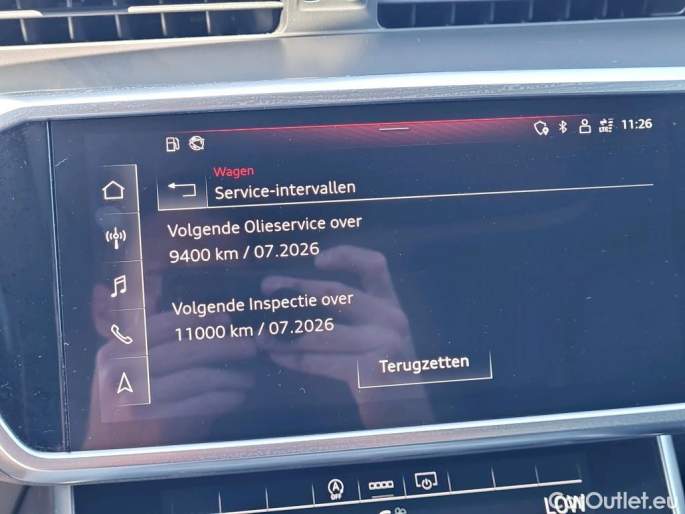 11:26
Wagen
Service-intervallen
Volgende Olieservice over
9400 km / 07.2026
Volgende Inspectie over
11000 km / 07.2026
Terugzetten
OFF
LOW
CarOutlet.eu